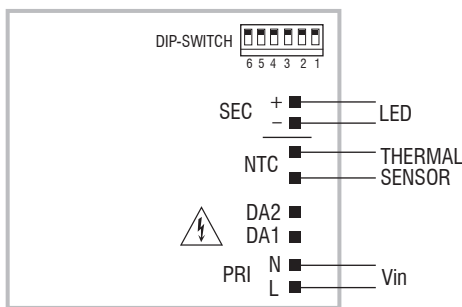 DIP-SWITCH
6 5 4 3 2 1
SEC + LED
−
NTC THERMAL
SENSOR
DA2
DA1
PRI N Vin
L